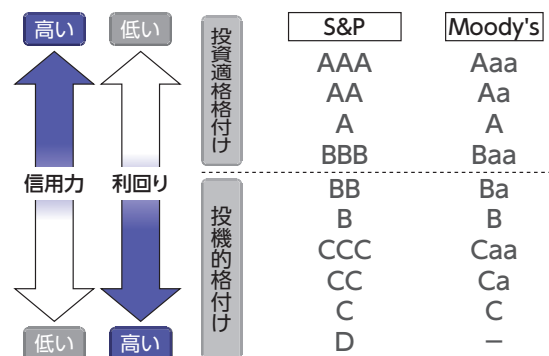 高い 低い
信用力 利回り
低い 高い
投資適格格付け
投機的格付け
S&P Moody's
AAA Aaa
AA Aa
A A
BBB Baa
BB Ba
B B
CCC Caa
CC Ca
C C
D －